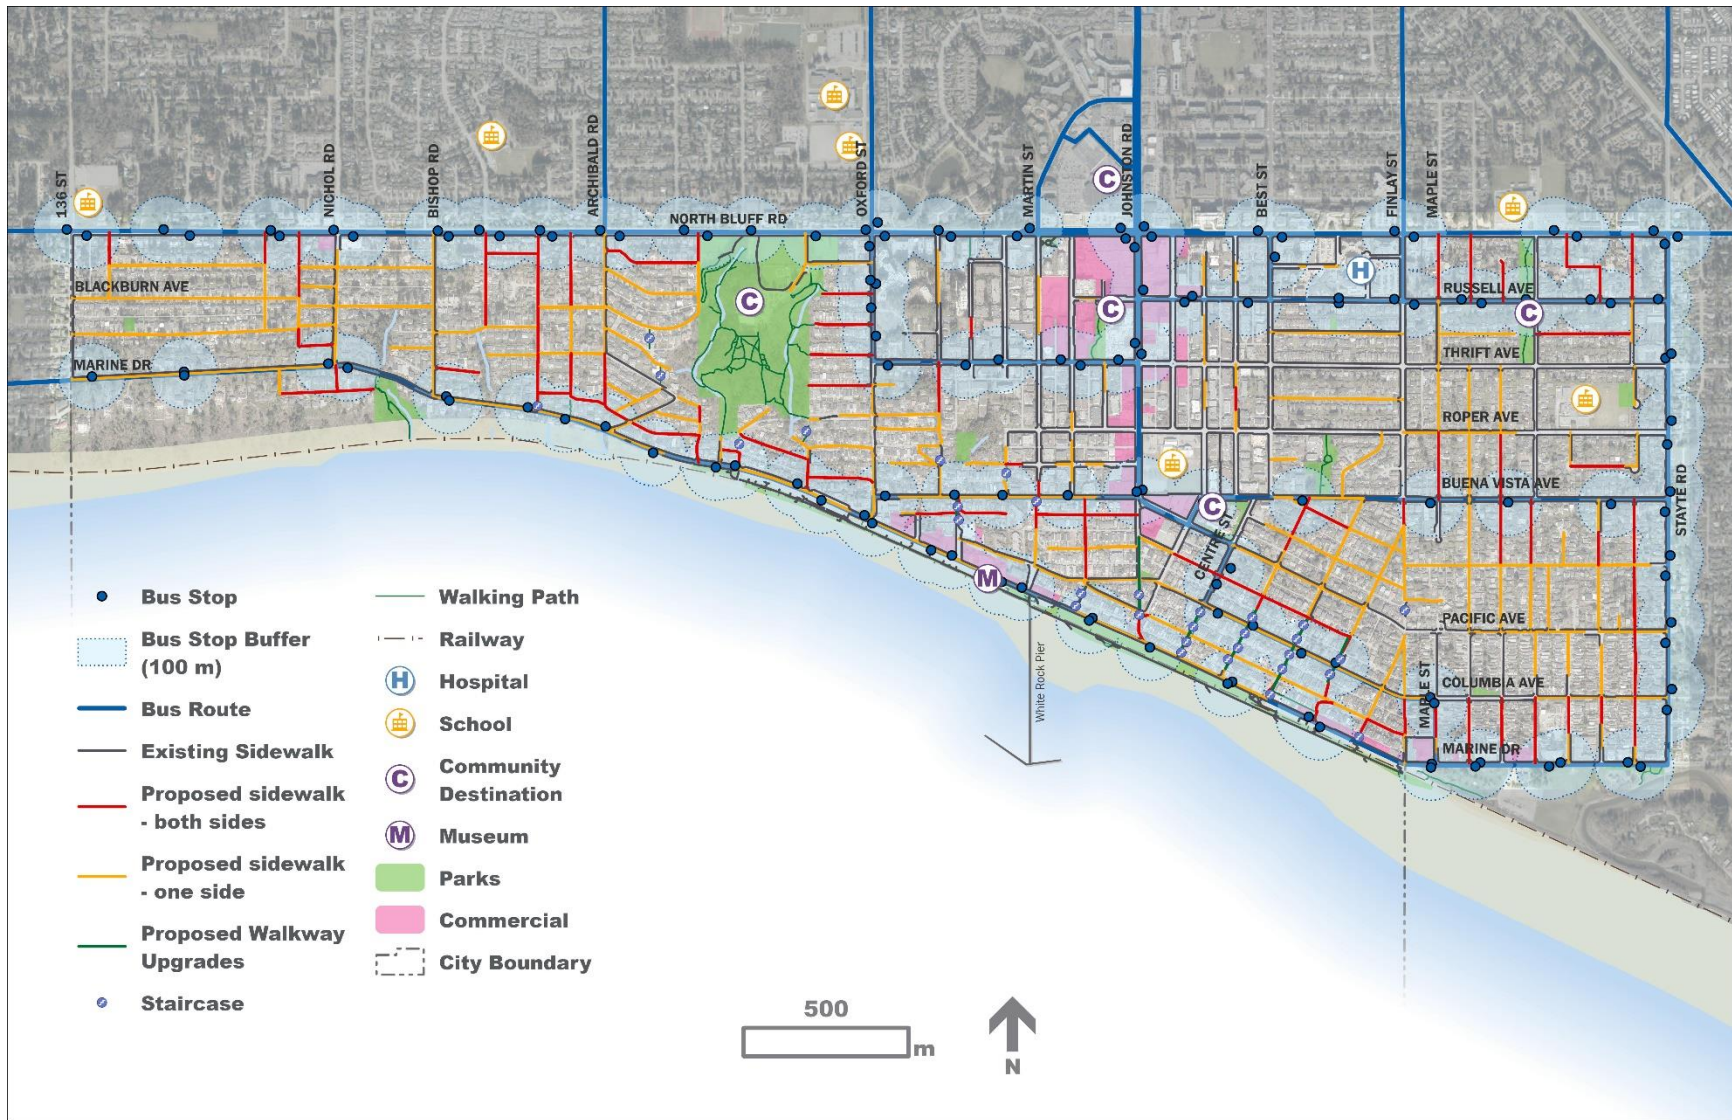 136 ST
NICHOL RD
BISHOP RD
ARCHIBALD RD
NORTH BLUFF RD
OXFORD ST
MARTIN ST
JOHNSTON RD
BEST ST
FINLAY ST
MAPLE ST
C
H
BLACKBURN AVE
RUSSELL AVE
C
C
C
THRIFT AVE
MARINE DR
ROPER AVE
BUENA VISTA AVE
STAYTE RD
C
CENTRE ST
M
PACIFIC AVE
White Rock Pier
COLUMBIA AVE
MAPLE ST
MARINE DR
Bus Stop
Bus Stop Buffer
(100 m)
Bus Route
Existing Sidewalk
Proposed sidewalk
- both sides
Proposed sidewalk
- one side
Proposed Walkway
Upgrades
Staircase
Walking Path
Railway
H Hospital
School
C Community
Destination
M Museum
Parks
Commercial
City Boundary
500
m
N